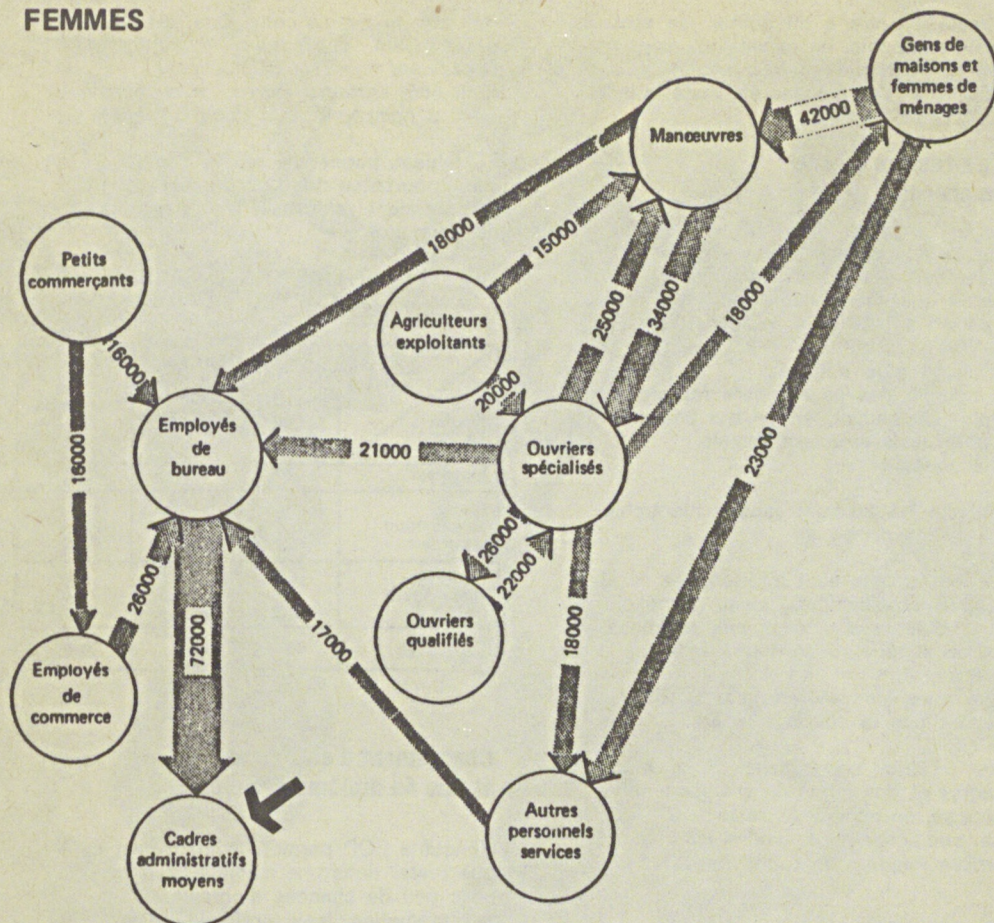 FEMMES
Gens de
maisons et
femmes de
ménages
42000
Manœuvres
18000
15000
Petits
commerçants
Agriculteurs
exploitants
25000
34000
18000
16000
20000
Employés
de
bureau
21000
Ouvriers
spécialisés
23000
16000
26000
22000
26000
72000
17000
Ouvriers
qualifiés
18000
Employés
de
commerce
Autres
personnels
services
Cadres
administratifs
moyens